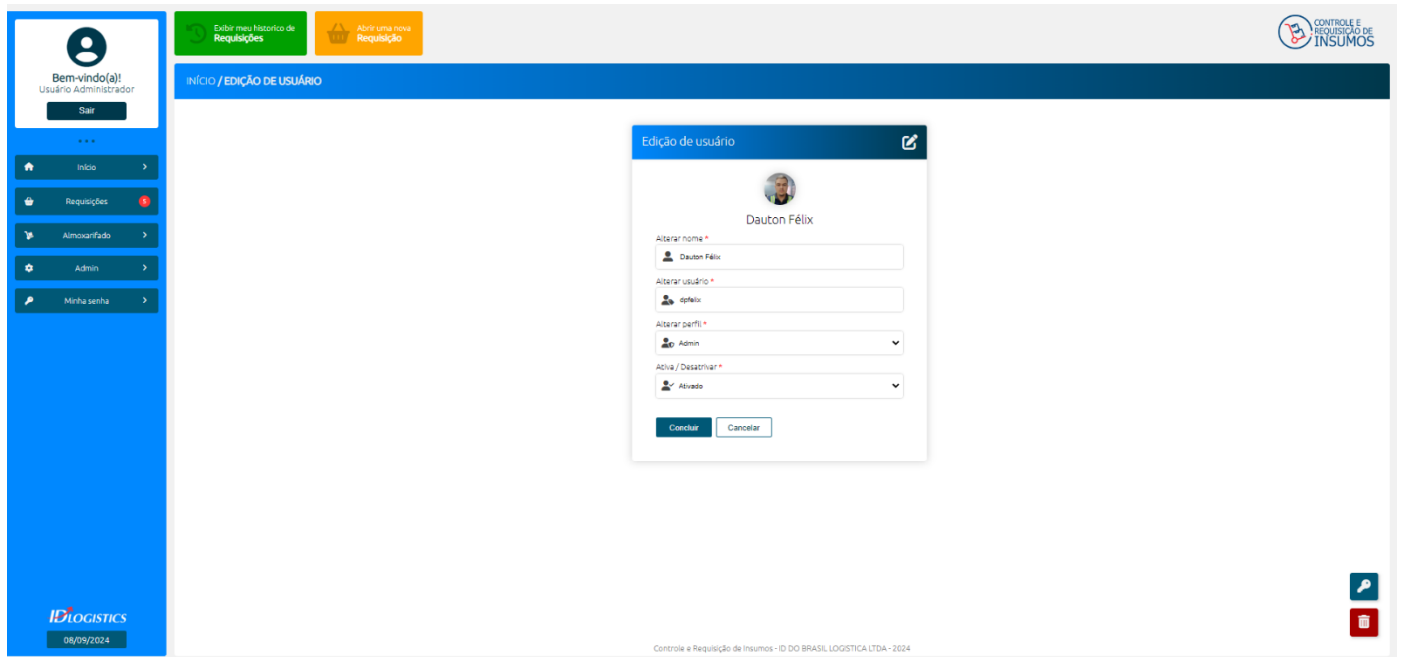 Bem-vindo(a)!
Usuário Administrador
Sair
Início
Requisições
5
Almoxarifado
Admin
Minha senha
IDLOGISTICS
08/09/2024
Exibir meu historico de
Requisições
Abrir uma nova
Requisição
CONTROLE E
REQUISIÇÃO DE
INSUMOS
INÍCIO / EDIÇÃO DE USUÁRIO
Edição de usuário
Dauton Félix
Alterar nome *
Dauton Félix
Alterar usuário *
dpfelix
Alterar perfil *
Admin
Ativa / Desatrivar *
Ativado
Concluir
Cancelar
Controle e Requisição de Insumos - ID DO BRASIL LOGISTICA LTDA - 2024